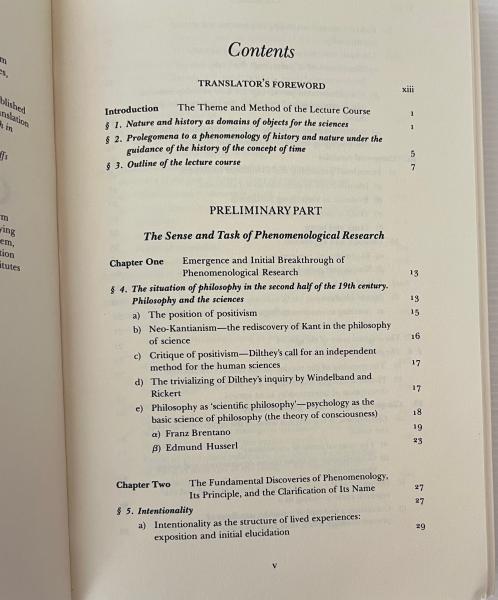 m
s,
blished
nslation
h in
ffs
m
ying
em,
tion
itutes
Contents
TRANSLATOR'S FOREWORD xiii
Introduction The Theme and Method of the Lecture Course 1
§ 1. Nature and history as domains of objects for the sciences 1
§ 2. Prolegomena to a phenomenology of history and nature under the
guidance of the history of the concept of time 5
§ 3. Outline of the lecture course 7
PRELIMINARY PART
The Sense and Task of Phenomenological Research
Chapter One Emergence and Initial Breakthrough of
Phenomenological Research 13
§ 4. The situation of philosophy in the second half of the 19th century.
Philosophy and the sciences 13
a) The position of positivism 15
b) Neo-Kantianism—the rediscovery of Kant in the philosophy
of science 16
c) Critique of positivism—Dilthey's call for an independent
method for the human sciences 17
d) The trivializing of Dilthey's inquiry by Windelband and
Rickert 17
e) Philosophy as 'scientific philosophy'—psychology as the
basic science of philosophy (the theory of consciousness) 18
α) Franz Brentano 19
β) Edmund Husserl 23
Chapter Two The Fundamental Discoveries of Phenomenology,
Its Principle, and the Clarification of Its Name 27
§ 5. Intentionality 27
a) Intentionality as the structure of lived experiences:
exposition and initial elucidation 29
v